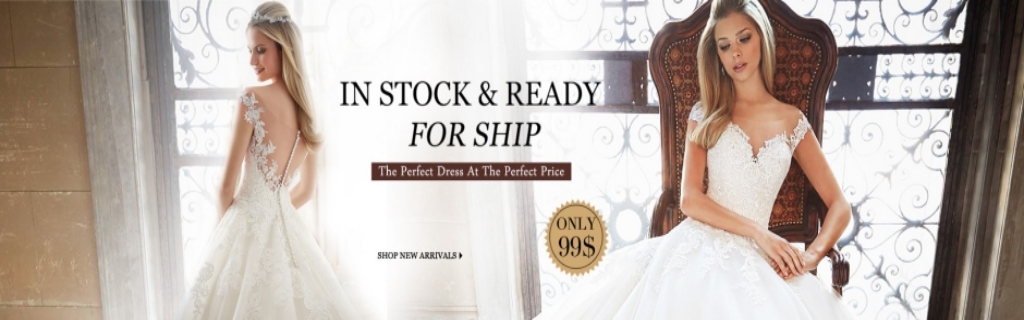 IN STOCK & READY
FOR SHIP
The Perfect Dress At The Perfect Price
ONLY
99$
SHOP NEW ARRIVALS